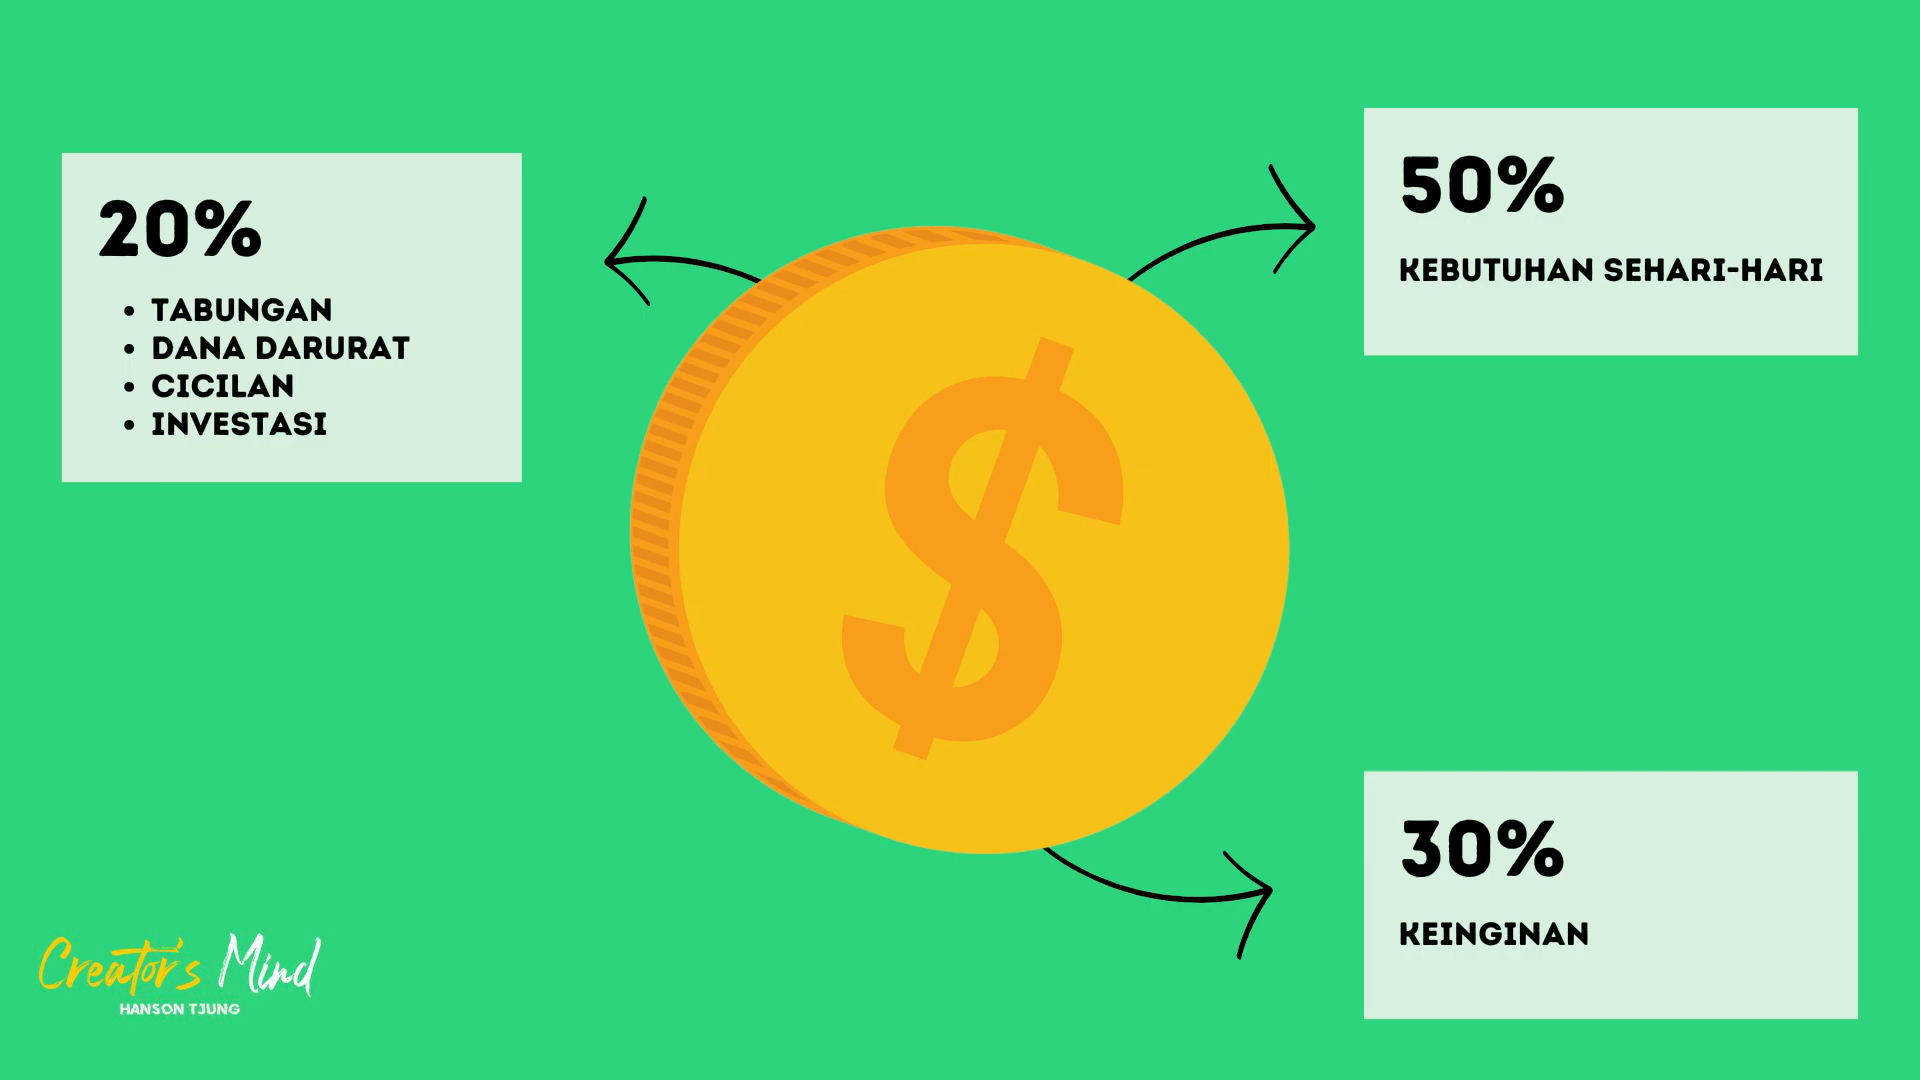 20%
• TABUNGAN
• DANA DARURAT
• CICILAN
• INVESTASI
50%
KEBUTUHAN SEHARI-HARI
$
30%
KEINGINAN
Creator's Mind
HANSON TJUNG